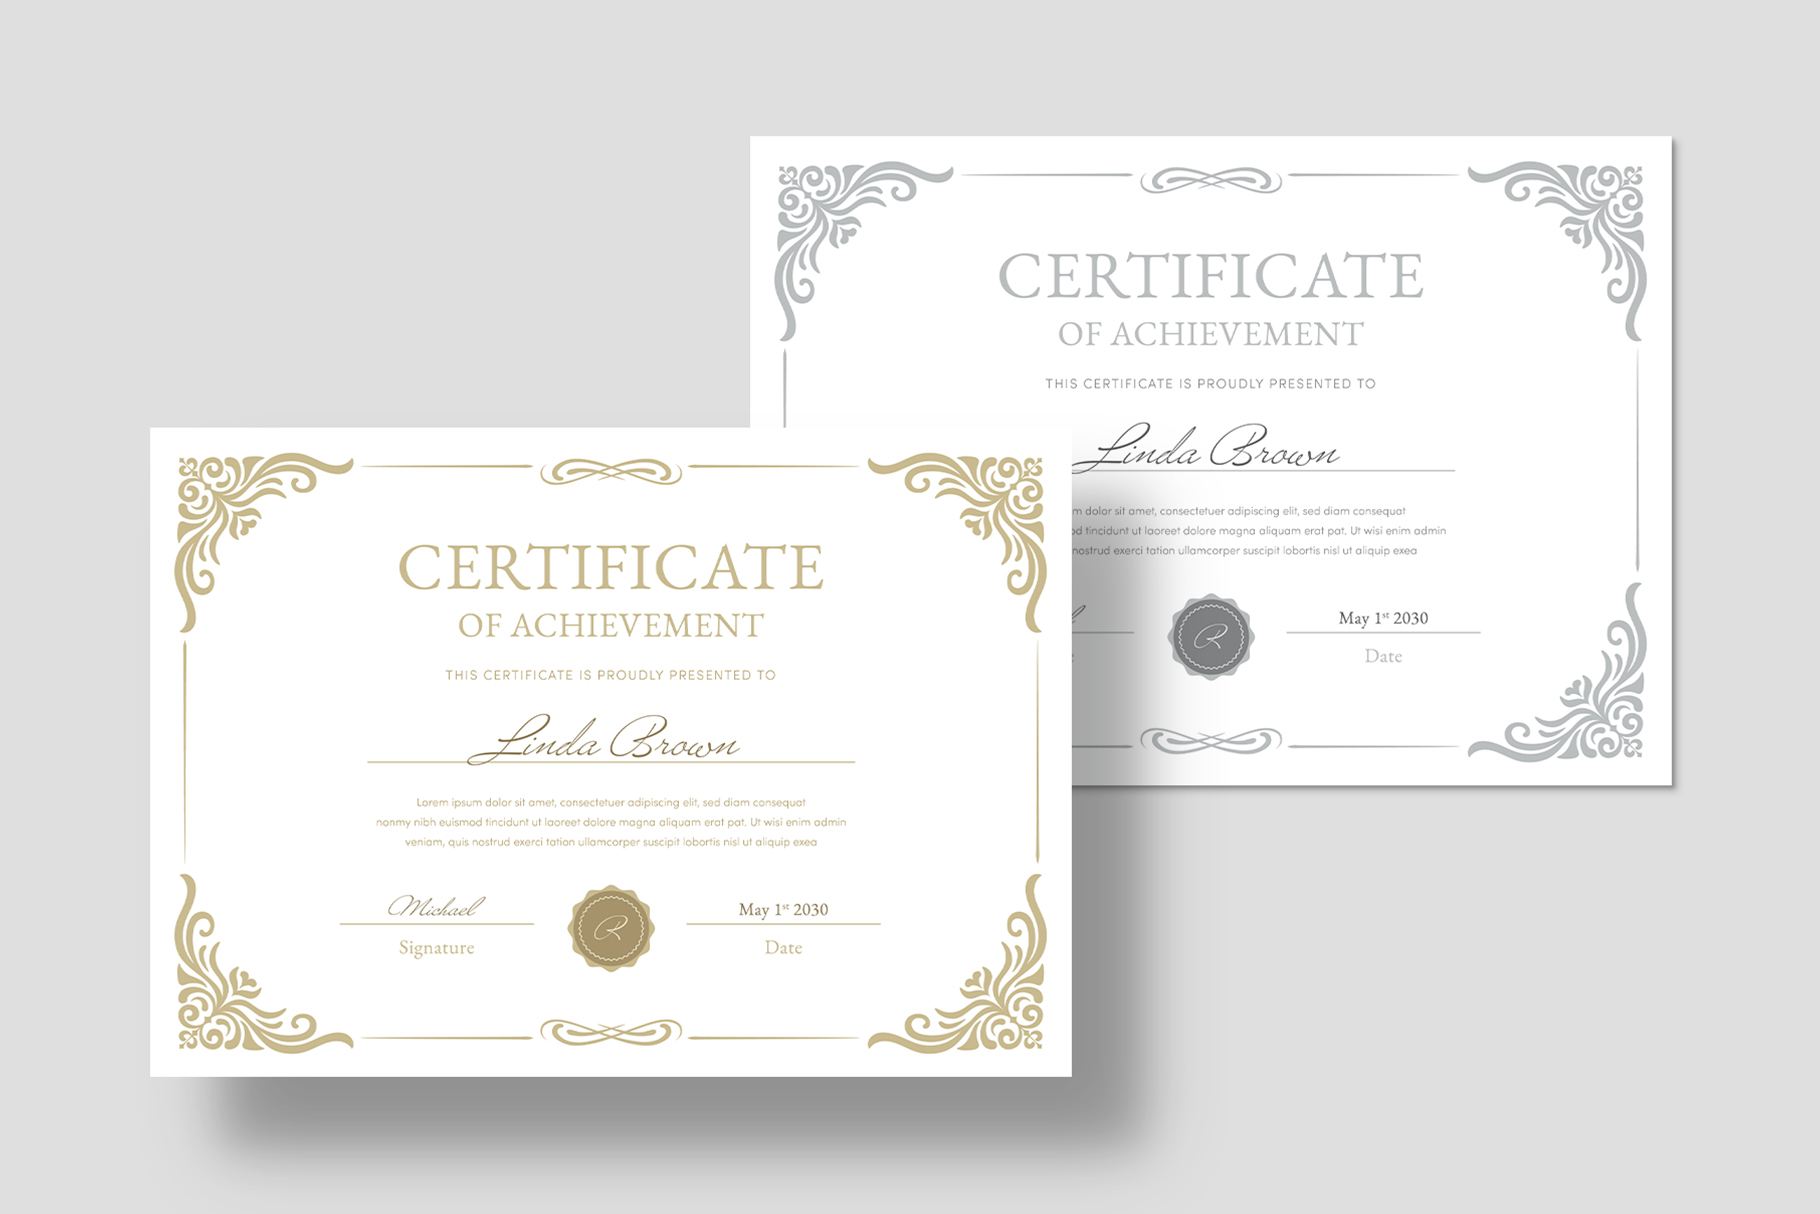 CERTIFICATE
OF ACHIEVEMENT
THIS CERTIFICATE IS PROUDLY PRESENTED TO
Linda Brown
dolor sit amet, consectetuer adipiscing elit, sed diam consequat
tincidunt ut laoreet dolore magna aliquam erat pat. Ut wisi enim admin
nostrud exerci tation ullamcorper suscipit lobortis nisl ut aliquip exea
R
May 1st 2030
Date
CERTIFICATE
OF ACHIEVEMENT
THIS CERTIFICATE IS PROUDLY PRESENTED TO
Linda Brown
Lorem ipsum dolor sit amet, consectetuer adipiscing elit, sed diam consequat
nonmy nibh euismod tincidunt ut laoreet dolore magna aliquam erat pat. Ut wisi enim admin
veniam, quis nostrud exerci tation ullamcorper suscipit lobortis nisl ut aliquip exea
Michael
Signature
R
May 1st 2030
Date